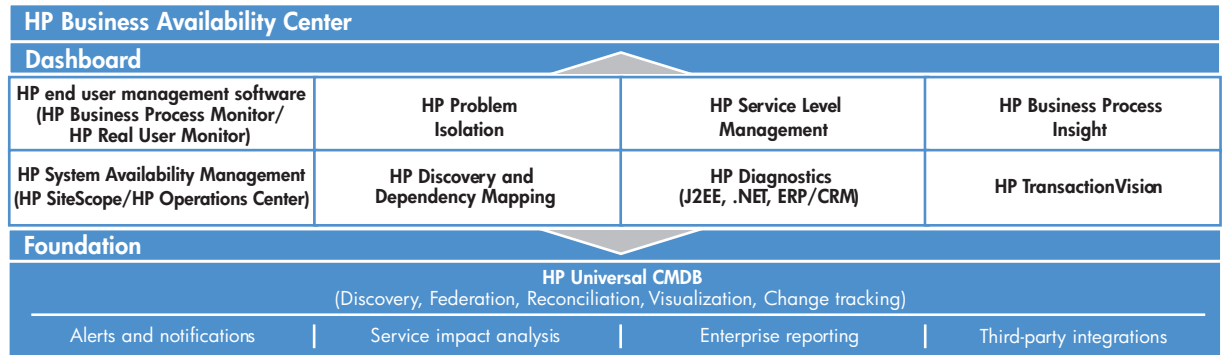 HP Business Availability Center
Dashboard
HP end user management software
(HP Business Process Monitor/
HP Real User Monitor)
HP Problem
Isolation
HP Service Level
Management
HP Business Process
Insight
HP System Availability Management
(HP SiteScope/HP Operations Center)
HP Discovery and
Dependency Mapping
HP Diagnostics
(J2EE, .NET, ERP/CRM)
HP TransactionVision
Foundation
HP Universal CMDB
(Discovery, Federation, Reconciliation, Visualization, Change tracking)
Alerts and notifications
Service impact analysis
Enterprise reporting
Third-party integrations